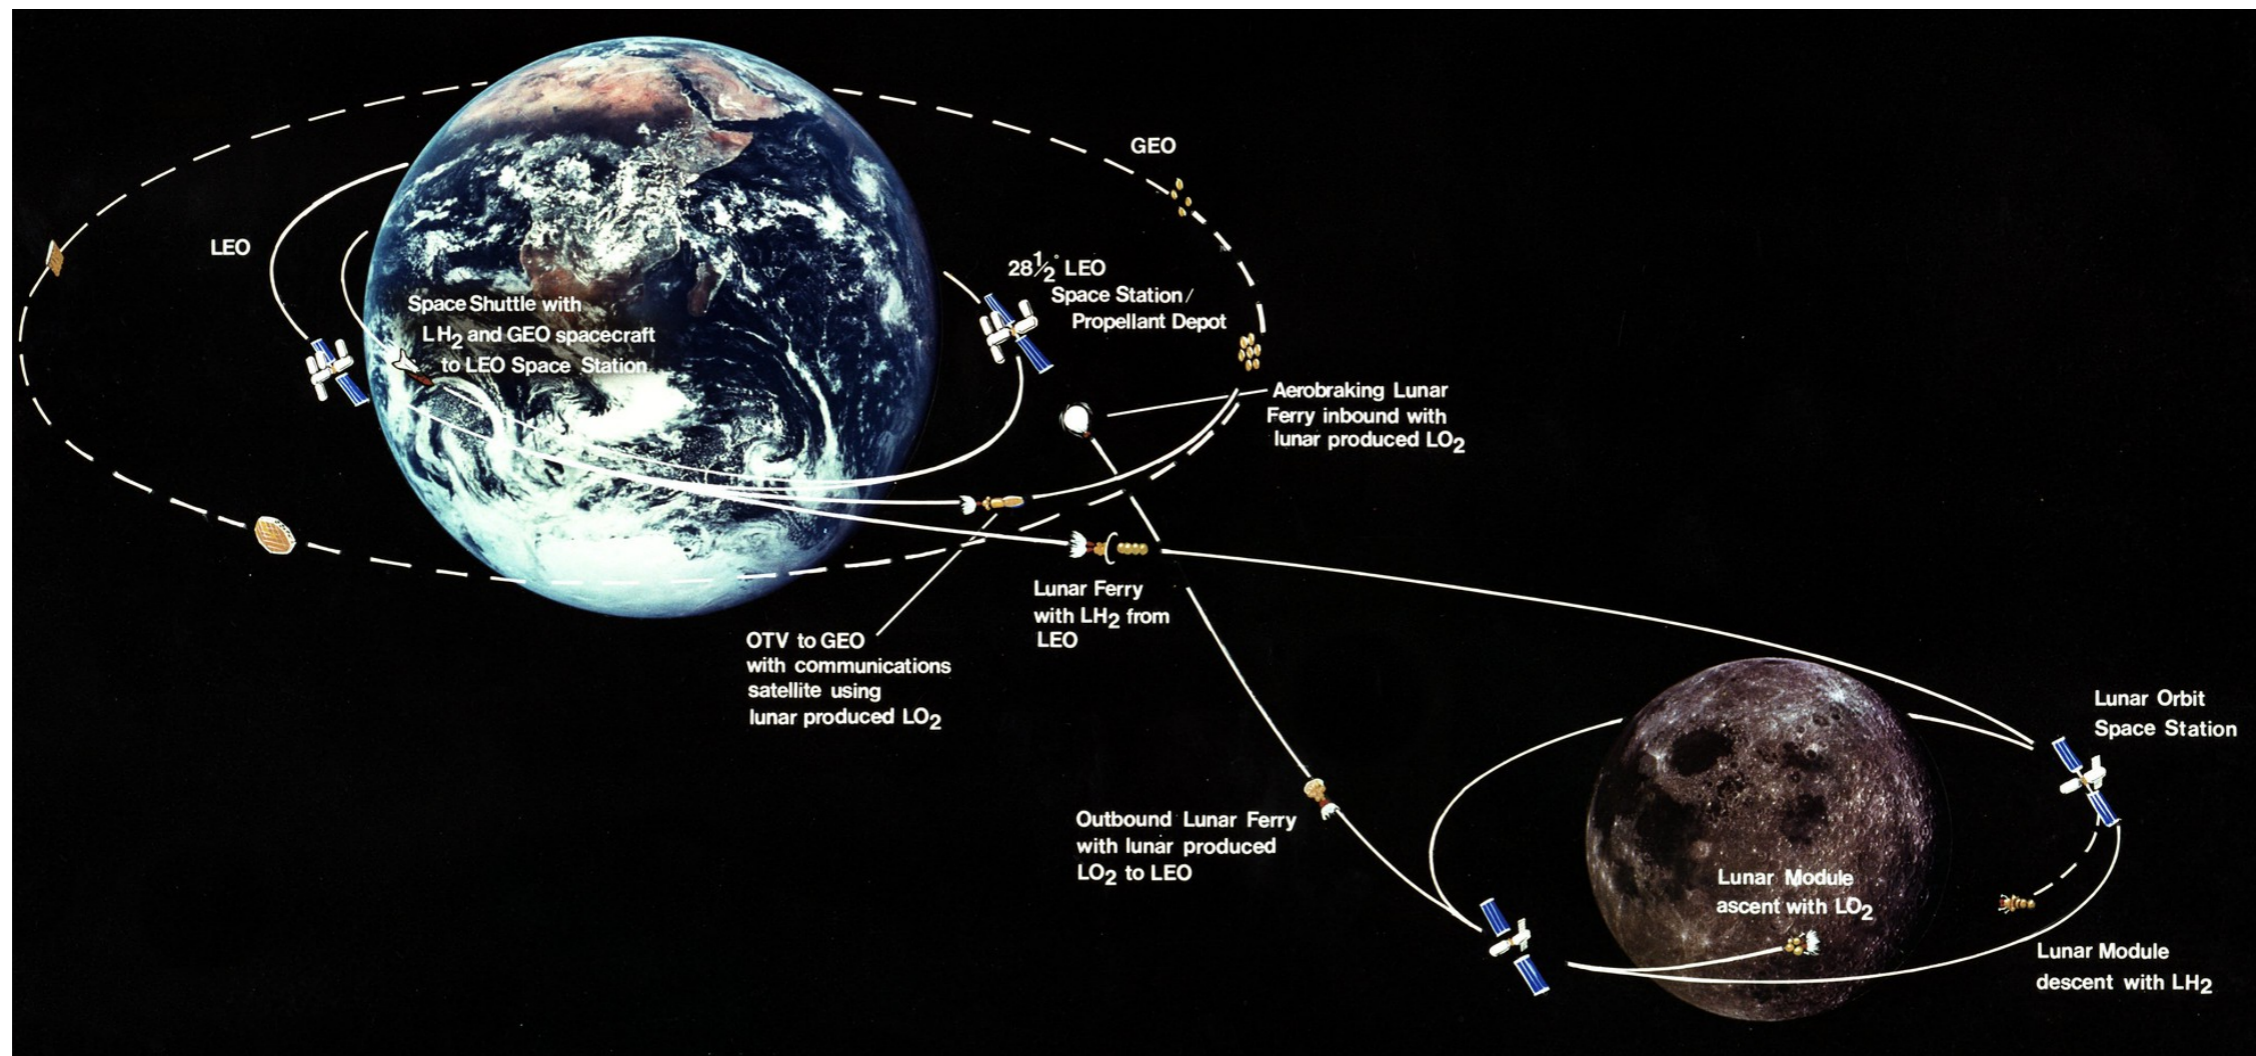 GEO
LEO
28½° LEO
Space Station/
Propellant Depot
Space Shuttle with
LH2 and GEO spacecraft
to LEO Space Station
Aerobraking Lunar
Ferry inbound with
lunar produced LO2
Lunar Ferry
with LH2 from
LEO
OTV to GEO
with communications
satellite using
lunar produced LO2
Lunar Orbit
Space Station
Outbound Lunar Ferry
with lunar produced
LO2 to LEO
Lunar Module
ascent with LO2
Lunar Module
descent with LH2